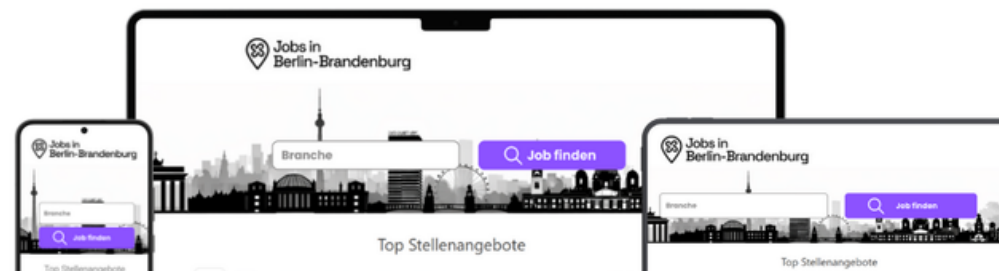 Jobs in
Berlin-Brandenburg
Branche
Job finden
Top Stellenangebote
Jobs in
Berlin-Brandenburg
Branche
Job finden
Top Stellenangebote
Jobs in
Berlin-Brandenburg
Branche
Job finden
Top Stellenangebote